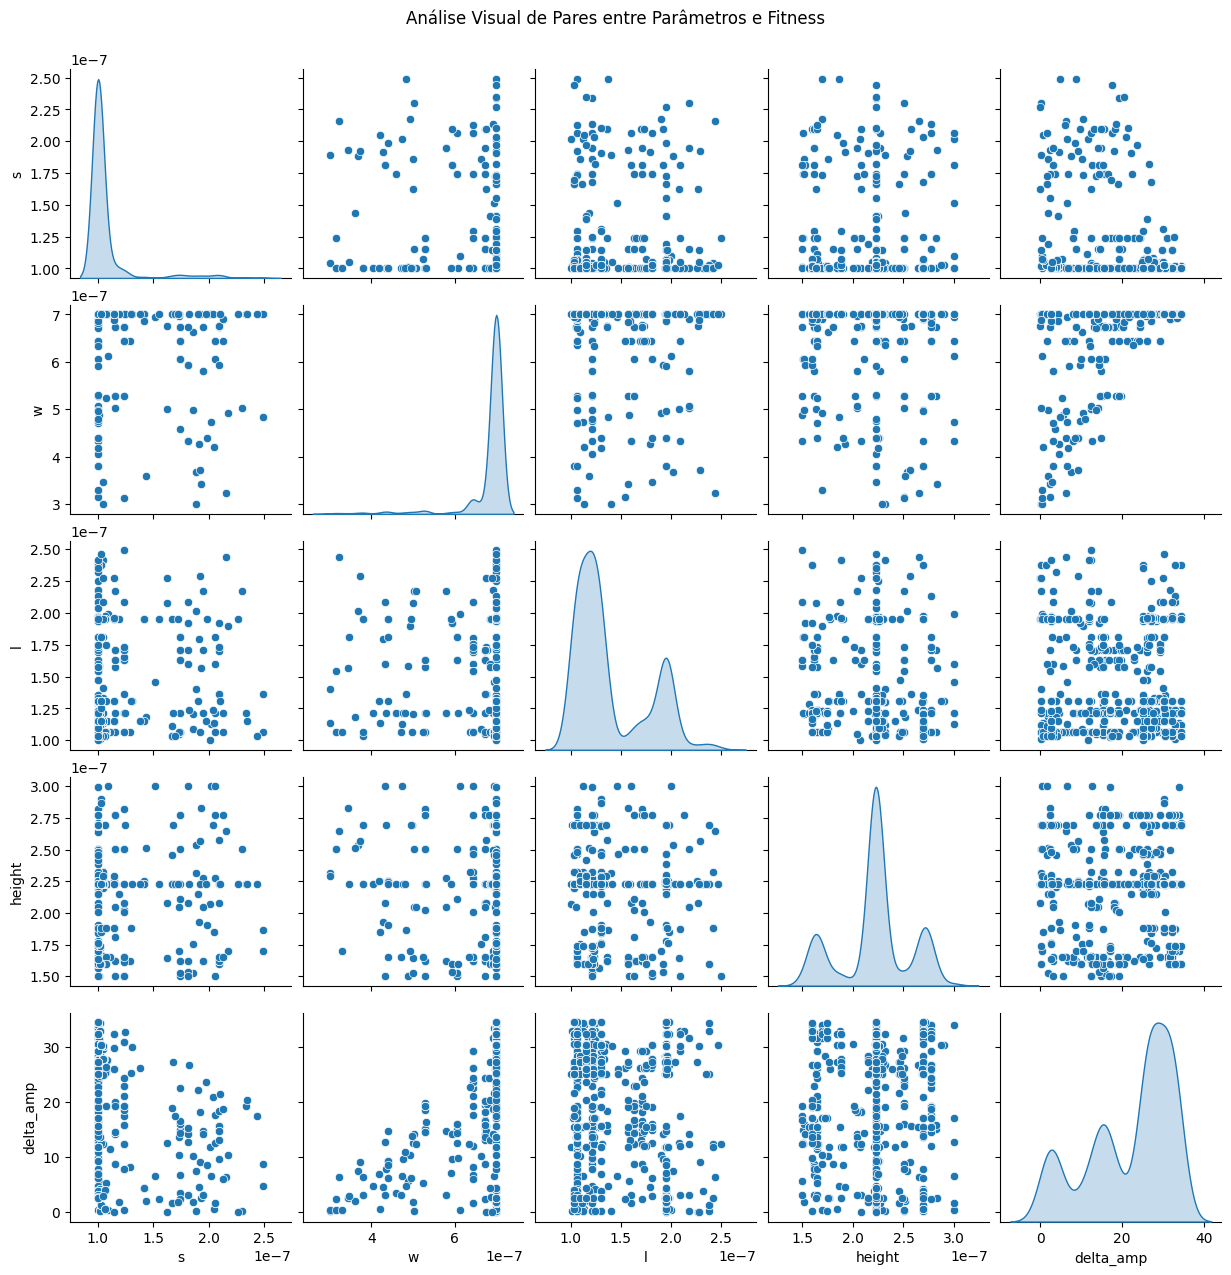 Análise Visual de Pares entre Parâmetros e Fitness
1e−7
2.50
2.25
2.00
1.75
1.50
1.25
1.00
s
1e−7
7
6
5
4
3
w
1e−7
2.50
2.25
2.00
1.75
1.50
1.25
1.00
l
1e−7
3.00
2.75
2.50
2.25
2.00
1.75
1.50
height
30
20
10
0
delta_amp
1.0 1.5 2.0 2.5
s 1e−7
4 6
w 1e−7
1.0 1.5 2.0 2.5
l 1e−7
1.5 2.0 2.5 3.0
height 1e−7
0 20 40
delta_amp